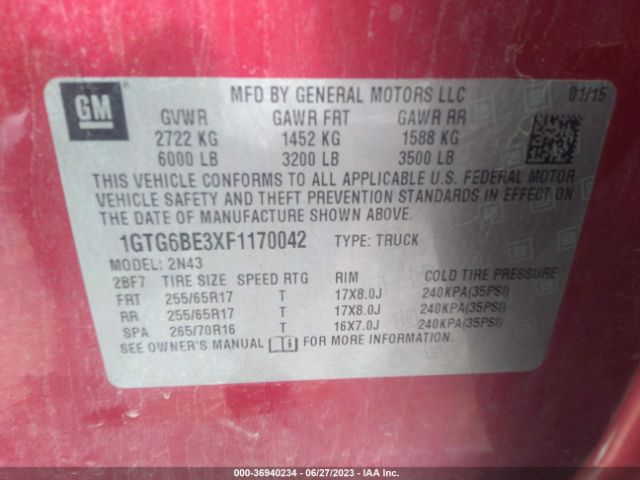 GM
MFD BY GENERAL MOTORS LLC 01/15
GVWR GAWR FRT GAWR RR
2722 KG 1452 KG 1588 KG
6000 LB 3200 LB 3500 LB
THIS VEHICLE CONFORMS TO ALL APPLICABLE U.S. FEDERAL MOTOR
VEHICLE SAFETY AND THEFT PREVENTION STANDARDS IN EFFECT ON
THE DATE OF MANUFACTURE SHOWN ABOVE.
1GTG6BE3XF1170042 TYPE: TRUCK
MODEL: 2N43
2BF7 TIRE SIZE SPEED RTG RIM COLD TIRE PRESSURE
FRT 255/65R17 T 17X8.0J 240KPA(35PSI)
RR 255/65R17 T 17X8.0J 240KPA(35PSI)
SPA 265/70R16 T 16X7.0J 240KPA(35PSI)
SEE OWNER'S MANUAL FOR MORE INFORMATION.
000-36940234 - 06/27/2023 - IAA Inc.